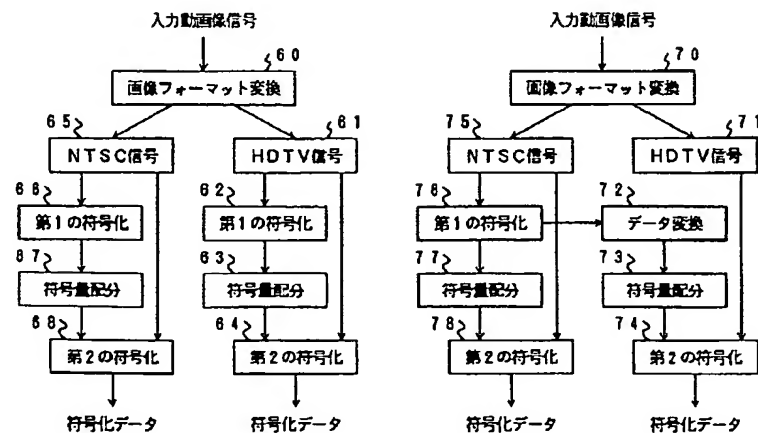 入力動画像信号
60
画像フォーマット変換
65
NTSC信号
61
HDTV信号
66
第1の符号化
62
第1の符号化
67
符号量配分
63
符号量配分
68
第2の符号化
64
第2の符号化
符号化データ
符号化データ
入力動画像信号
70
画像フォーマット変換
75
NTSC信号
71
HDTV信号
76
第1の符号化
72
データ変換
77
符号量配分
73
符号量配分
78
第2の符号化
74
第2の符号化
符号化データ
符号化データ